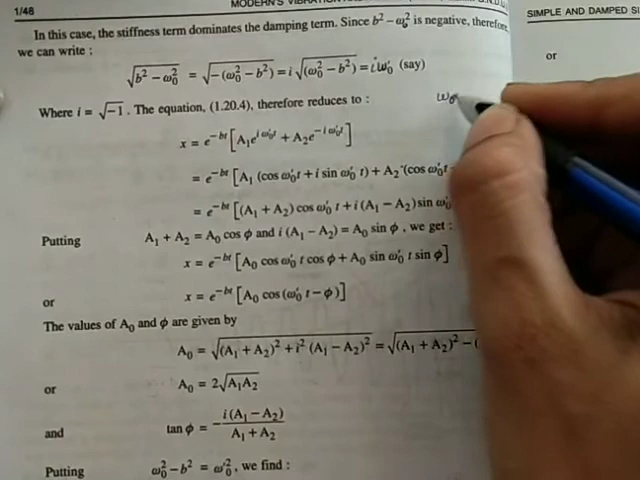 1/48
MODERN'S VIBRATION AND
SIMPLE AND DAMPED SI
In this case, the stiffness term dominates the damping term. Since b² − ω₀² is negative, therefore,
we can write :
√(b² − ω₀²) = √(−(ω₀² − b²)) = i √((ω₀² − b²)) = iω₀′ (say)
or
Where i = √−1. The equation, (1.20.4), therefore reduces to :
ω₀
x = e^−bt [A₁e^iω₀′t + A₂e^−iω₀′t]
= e^−bt [A₁ (cos ω₀′t + i sin ω₀′ t) + A₂ (cos ω₀′t
= e^−bt [(A₁ + A₂) cos ω₀′ t + i (A₁ − A₂) sin ω₀′
Putting A₁ + A₂ = A₀ cos ϕ and i (A₁ − A₂) = A₀ sin ϕ, we get :
x = e^−bt [A₀ cos ω₀′ t cos ϕ + A₀ sin ω₀′ t sin ϕ]
or x = e^−bt [A₀ cos (ω₀′ t − ϕ)]
The values of A₀ and ϕ are given by
A₀ = √((A₁ + A₂)² + i² (A₁ − A₂)²) = √((A₁ + A₂)² − (
or A₀ = 2√(A₁A₂)
and tan ϕ = −i (A₁ − A₂)/(A₁ + A₂)
Putting ω₀² − b² = ω₀′², we find :